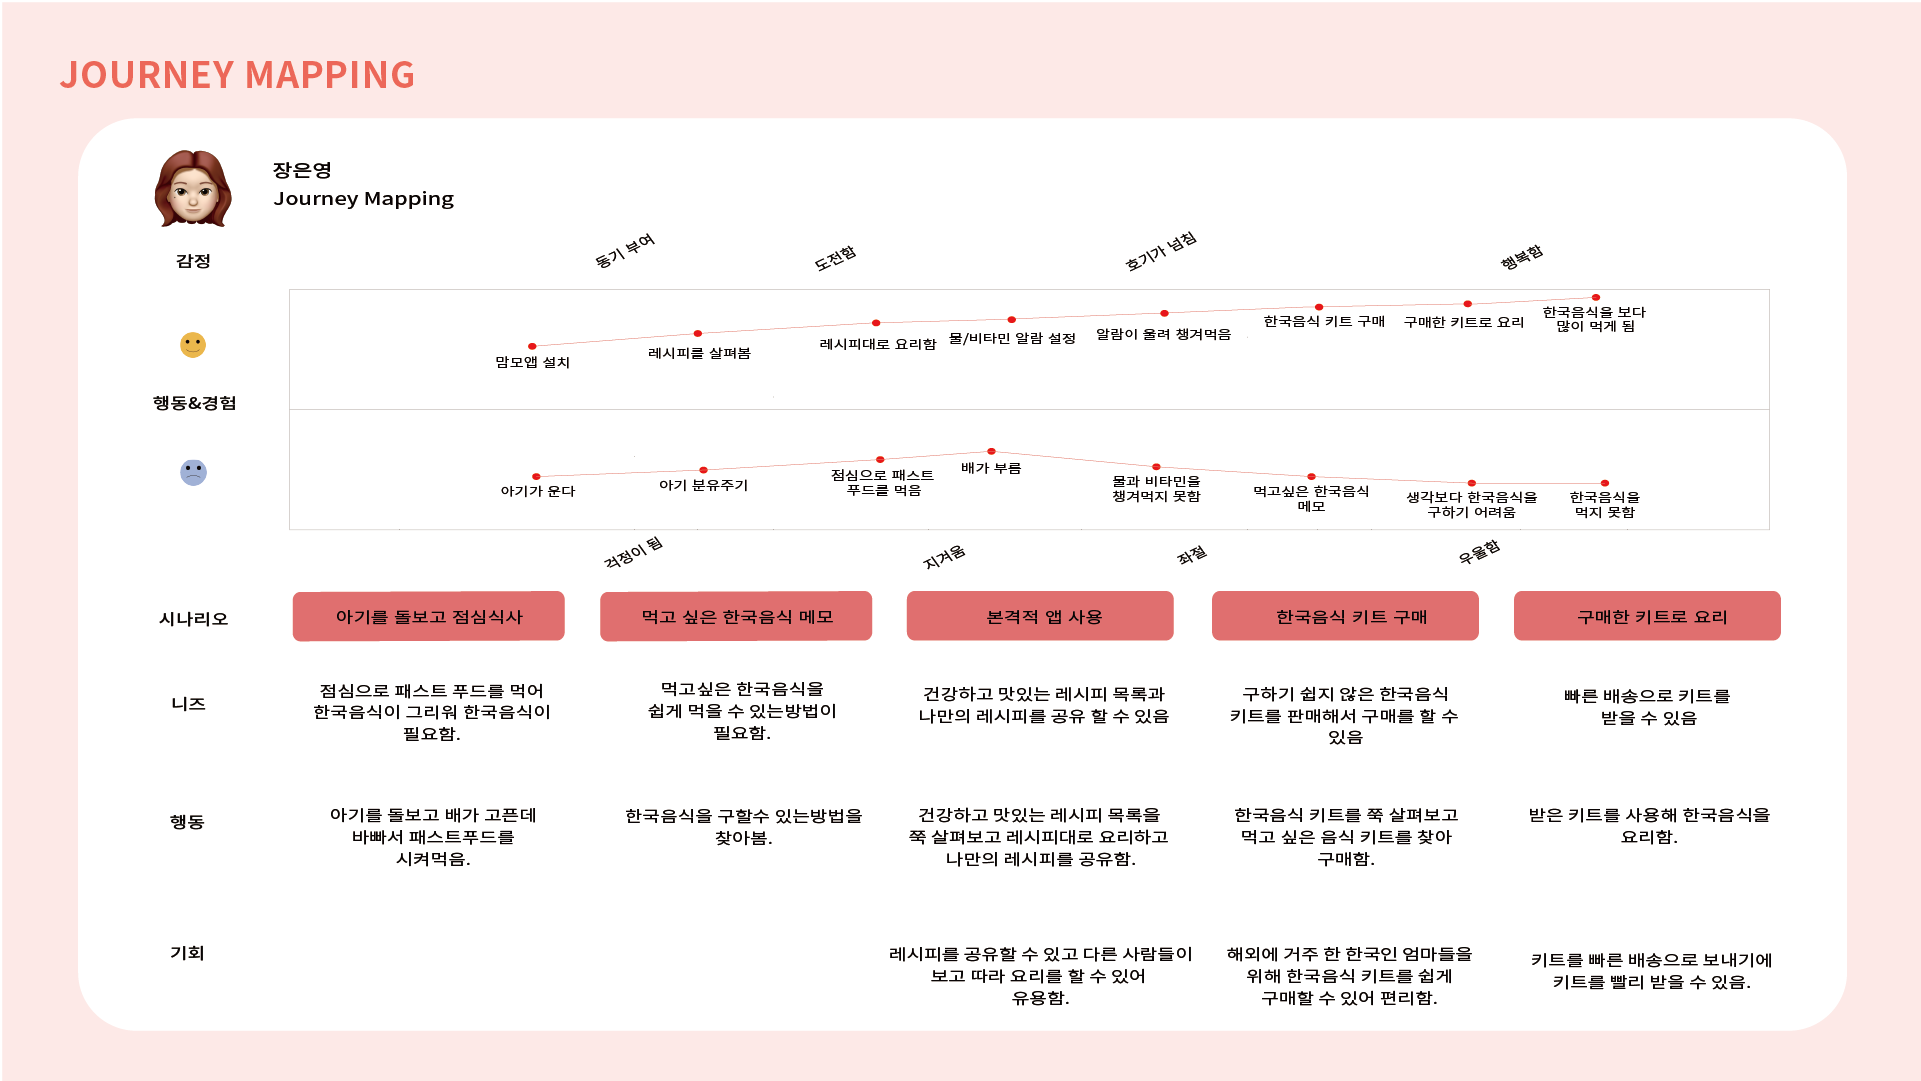 JOURNEY MAPPING
장은영
Journey Mapping
감정
동기 부여
도전함
호기가 넘침
행복함
맘모앱 설치
레시피를 살펴봄
레시피대로 요리함
물/비타민 알람 설정
알람이 울려 챙겨먹음
한국음식 키트 구매
구매한 키트로 요리
한국음식을 보다
많이 먹게 됨
행동&경험
아기가 운다
아기 분유주기
점심으로 패스트
푸드를 먹음
배가 부름
물과 비타민을
챙겨먹지 못함
먹고싶은 한국음식
메모
생각보다 한국음식을
구하기 어려움
한국음식을
먹지 못함
걱정이 됨
지겨움
좌절
우울함
시나리오
아기를 돌보고 점심식사
먹고 싶은 한국음식 메모
본격적 앱 사용
한국음식 키트 구매
구매한 키트로 요리
니즈
점심으로 패스트 푸드를 먹어
한국음식이 그리워 한국음식이
필요함.
먹고싶은 한국음식을
쉽게 먹을 수 있는방법이
필요함.
건강하고 맛있는 레시피 목록과
나만의 레시피를 공유 할 수 있음
구하기 쉽지 않은 한국음식
키트를 판매해서 구매를 할 수
있음
빠른 배송으로 키트를
받을 수 있음
행동
아기를 돌보고 배가 고픈데
바빠서 패스트푸드를
시켜먹음.
한국음식을 구할수 있는방법을
찾아봄.
건강하고 맛있는 레시피 목록을
쭉 살펴보고 레시피대로 요리하고
나만의 레시피를 공유함.
한국음식 키트를 쭉 살펴보고
먹고 싶은 음식 키트를 찾아
구매함.
받은 키트를 사용해 한국음식을
요리함.
기회
레시피를 공유할 수 있고 다른 사람들이
보고 따라 요리를 할 수 있어
유용함.
해외에 거주 한 한국인 엄마들을
위해 한국음식 키트를 쉽게
구매할 수 있어 편리함.
키트를 빠른 배송으로 보내기에
키트를 빨리 받을 수 있음.